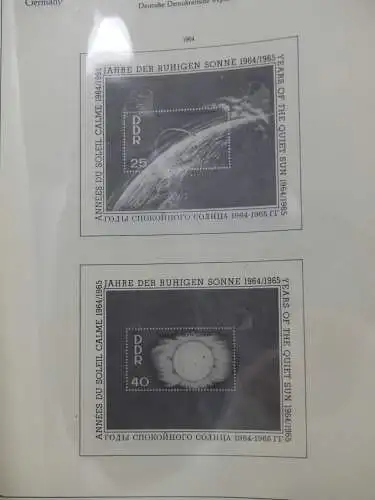 Germany
Deutsche Demokratische
1964
JAHRE DER RUHIGEN SONNE 1964/1965
ANNÉES DU SOLEIL CALME 1964/1965
YEARS OF THE QUIET SUN 1964/1965
DDR
25
ГОДЫ СПОКОЙНОГО СОЛНЦА 1964-1965 ГГ
JAHRE DER RUHIGEN SONNE 1964/1965
ANNÉES DU SOLEIL CALME 1964/1965
YEARS OF THE QUIET SUN 1964/1965
DDR
40
ГОДЫ СПОКОЙНОГО СОЛНЦА 1964-1965 ГГ